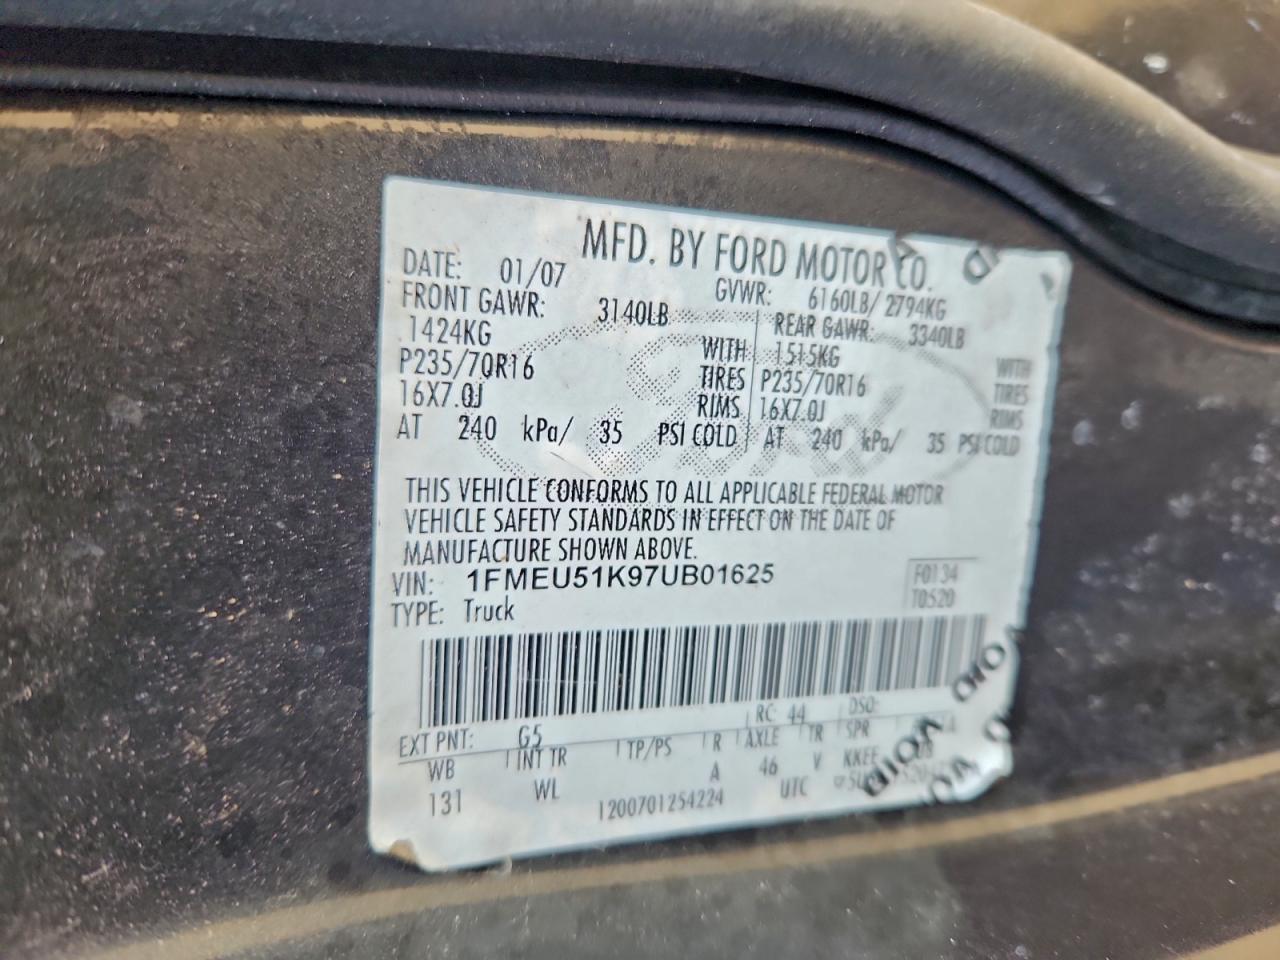 MFD. BY FORD MOTOR CO.
DATE: 01/07 GVWR: 6160LB/ 2794KG
FRONT GAWR: 3140LB REAR GAWR: 3340LB
1424KG WITH 1515KG WITH
P235/70R16 TIRES P235/70R16 TIRES
16X7.0J RIMS 16X7.0J RIMS
AT 240 kPa/ 35 PSI COLD AT 240 kPa/ 35 PSI COLD
THIS VEHICLE CONFORMS TO ALL APPLICABLE FEDERAL MOTOR
VEHICLE SAFETY STANDARDS IN EFFECT ON THE DATE OF
MANUFACTURE SHOWN ABOVE.
VIN: 1FMEU51K97UB01625 F0134
TYPE: Truck T0520
EXT PNT: G5 RC: 44 DSO:
WB INT TR TP/PS R AXLE TR SPR
131 WL A 46 V KKEE
1200701254224 UTC
VOID
VOID